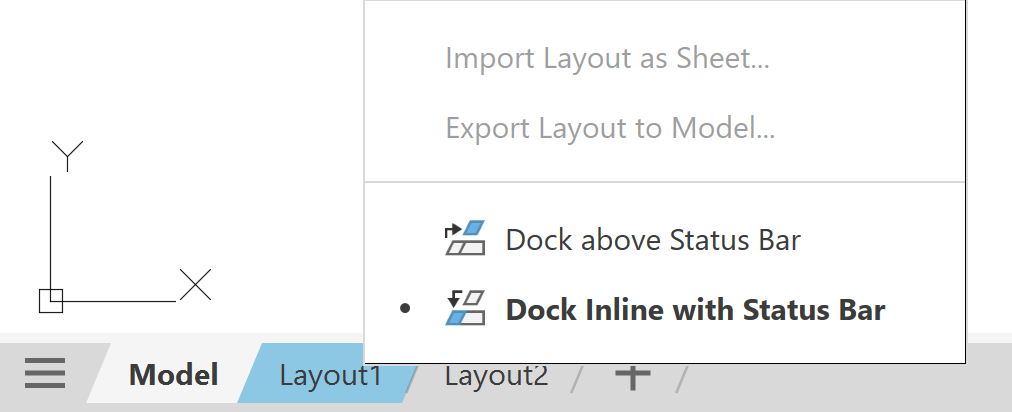 Import Layout as Sheet...
Export Layout to Model...
Y
Dock above Status Bar
X
Dock Inline with Status Bar
Model Layout1 Layout2